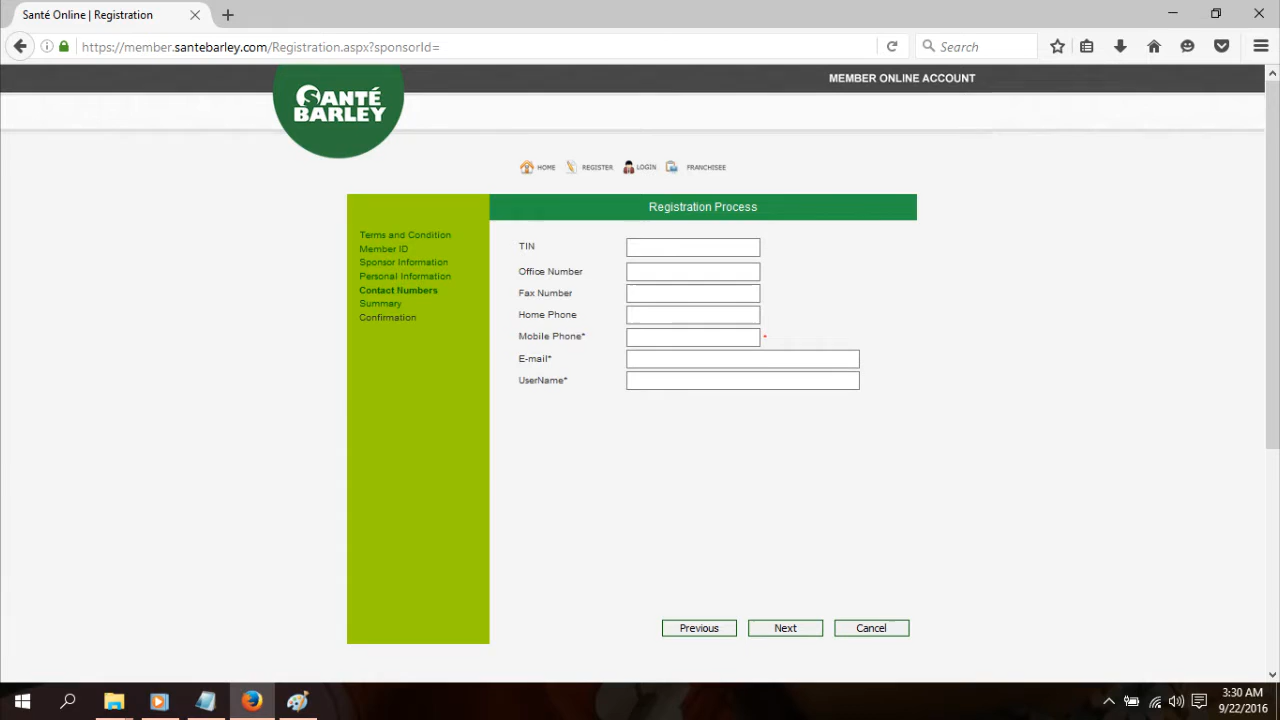 Santé Online | Registration
https://member.santebarley.com/Registration.aspx?sponsorId=
Search
MEMBER ONLINE ACCOUNT
SANTÉ
BARLEY
HOME REGISTER LOGIN FRANCHISEE
Registration Process
Terms and Condition
Member ID
Sponsor Information
Personal Information
Contact Numbers
Summary
Confirmation
TIN
Office Number
Fax Number
Home Phone
Mobile Phone* *
E-mail*
UserName*
Previous Next Cancel
3:30 AM
9/22/2016